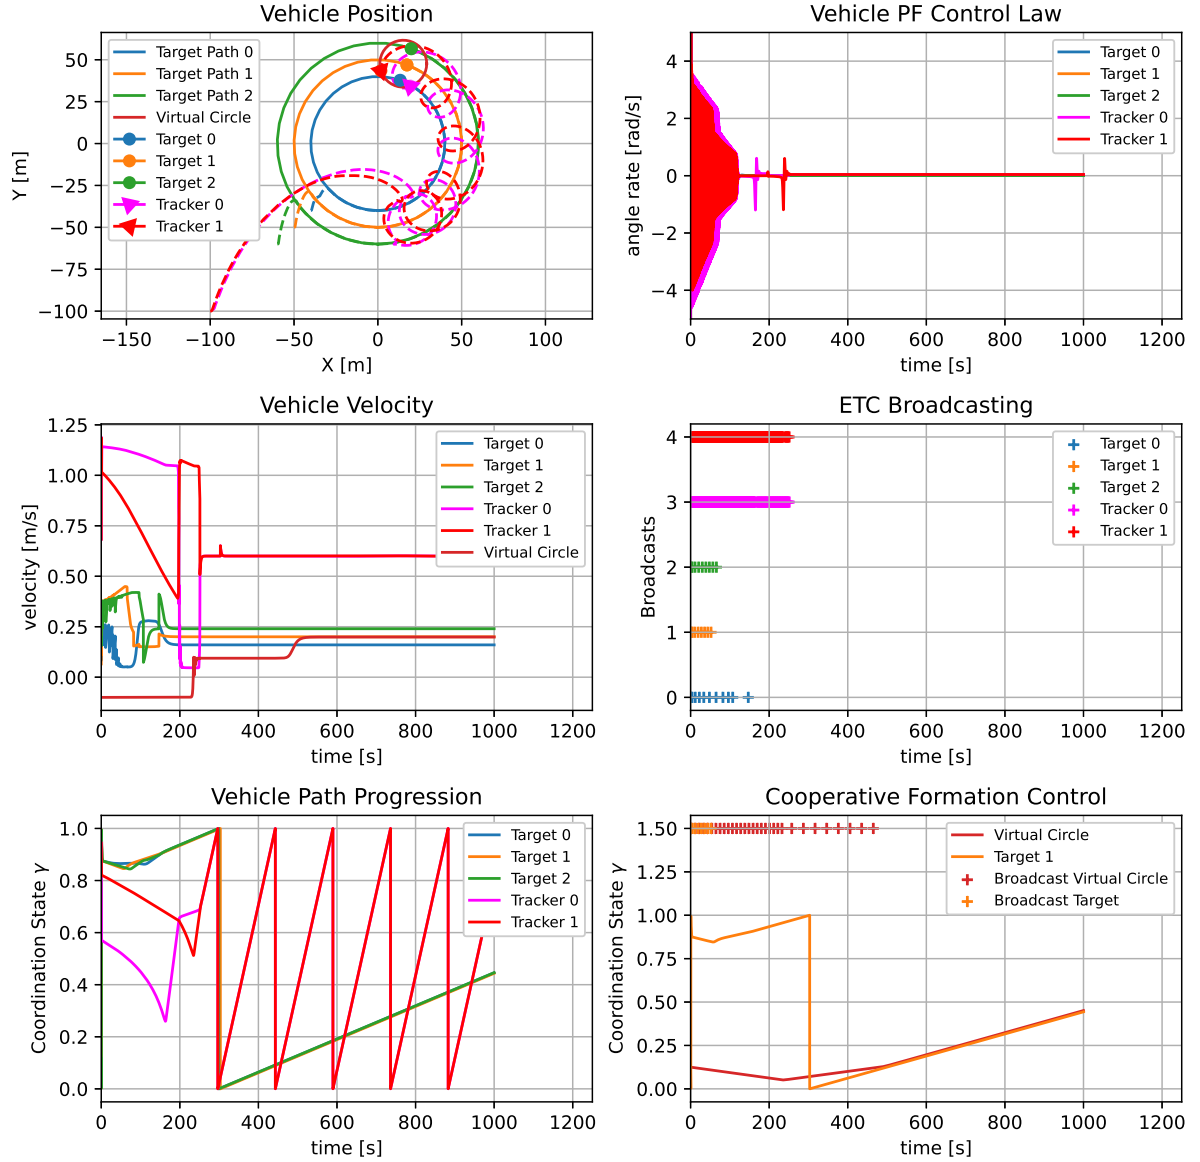 Vehicle Position
Y [m]
50
25
0
−25
−50
−75
−100
Target Path 0
Target Path 1
Target Path 2
Virtual Circle
Target 0
Target 1
Target 2
Tracker 0
Tracker 1
−150 −100 −50 0 50 100
X [m]
Vehicle PF Control Law
angle rate [rad/s]
4
2
0
−2
−4
Target 0
Target 1
Target 2
Tracker 0
Tracker 1
0 200 400 600 800 1000 1200
time [s]
Vehicle Velocity
velocity [m/s]
1.25
1.00
0.75
0.50
0.25
0.00
Target 0
Target 1
Target 2
Tracker 0
Tracker 1
Virtual Circle
0 200 400 600 800 1000 1200
time [s]
ETC Broadcasting
Broadcasts
4
3
2
1
0
Target 0
Target 1
Target 2
Tracker 0
Tracker 1
0 200 400 600 800 1000 1200
time [s]
Vehicle Path Progression
Coordination State γ
1.0
0.8
0.6
0.4
0.2
0.0
Target 0
Target 1
Target 2
Tracker 0
Tracker 1
0 200 400 600 800 1000 1200
time [s]
Cooperative Formation Control
Coordination State γ
1.50
1.25
1.00
0.75
0.50
0.25
0.00
Virtual Circle
Target 1
Broadcast Virtual Circle
Broadcast Target
0 200 400 600 800 1000 1200
time [s]